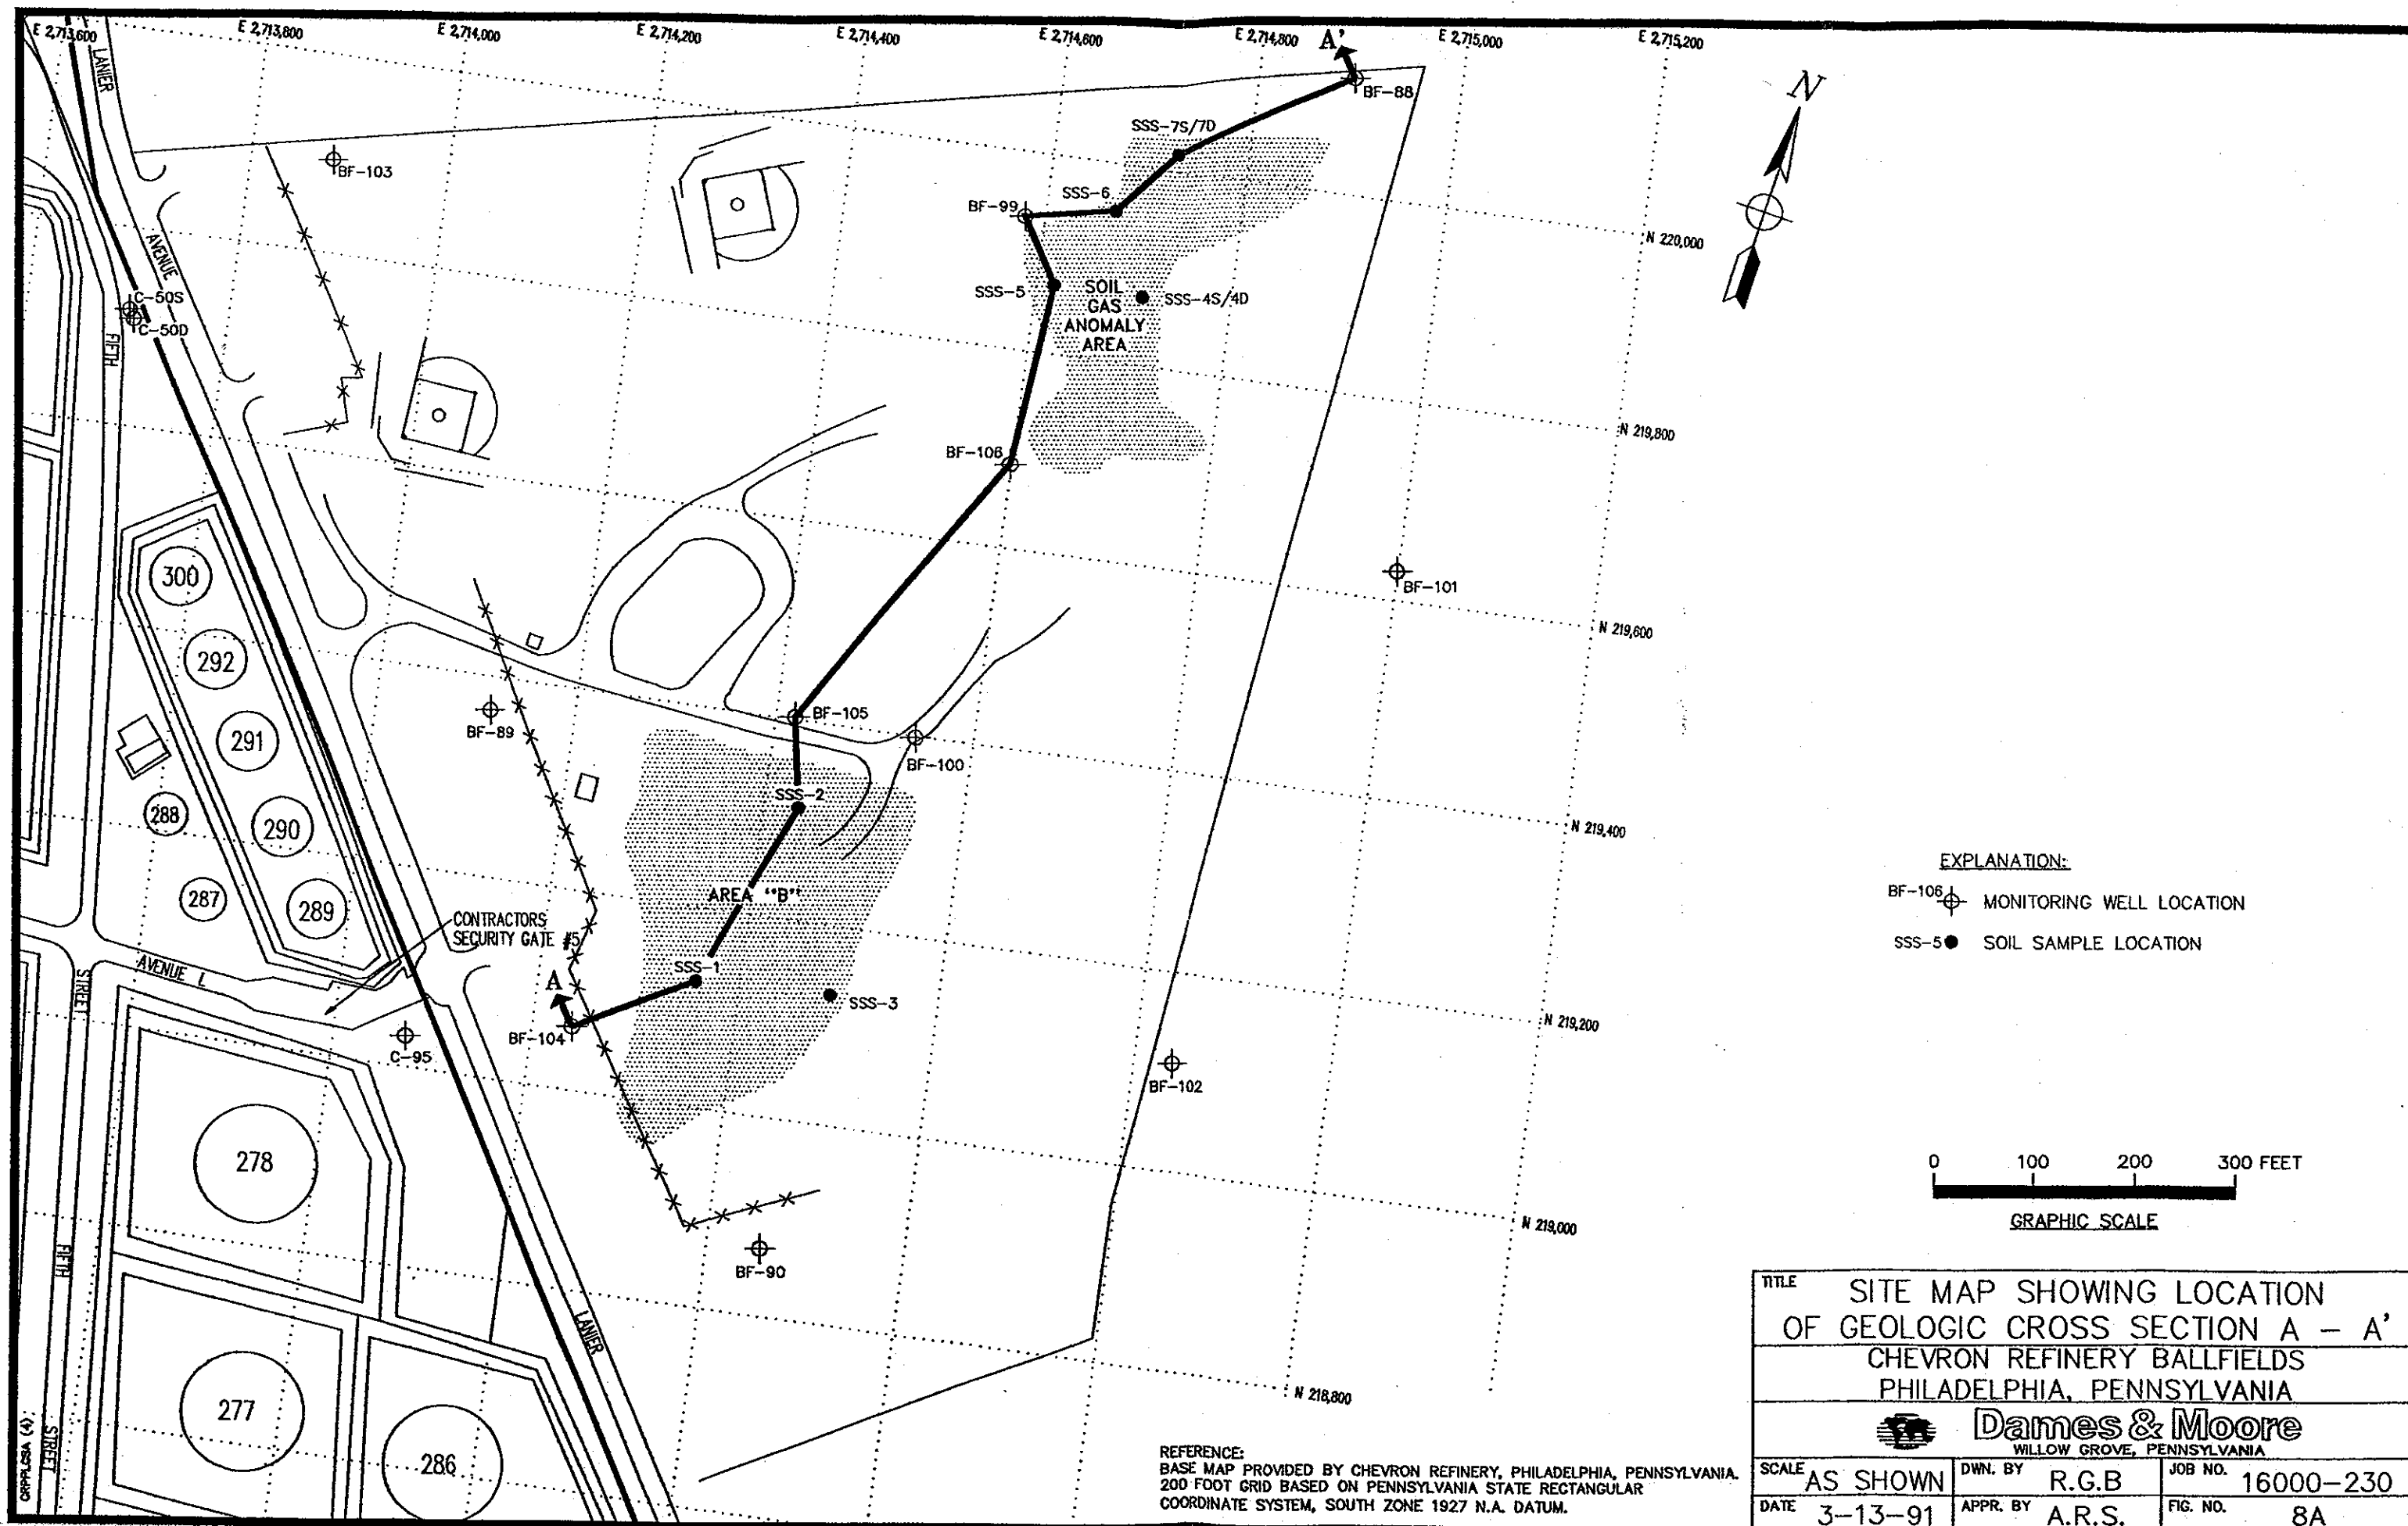 E 2,713,600
E 2,713,800
E 2,714,000
E 2,714,200
E 2,714,400
E 2,714,600
E 2,714,800
A'
E 2,715,000
E 2,715,200
LANIER
BF-88
SSS-7S/7D
BF-103
SSS-6
BF-99
N 220,000
AVENUE
C-50S
C-50D
FIFTH
SSS-5
SOIL
GAS
ANOMALY
AREA
SSS-4S/4D
N 219,800
BF-106
300
BF-101
N 219,600
292
BF-105
BF-89
291
BF-100
SSS-2
288
290
N 219,400
287
289
AREA "B"
CONTRACTORS
SECURITY GATE #5
AVENUE L
STREET
SSS-1
A
SSS-3
BF-104
N 219,200
C-95
BF-102
278
N 219,000
FIFTH
BF-90
LANIER
277
286
N 218,800
STREET
CRPPLGSA (4)
EXPLANATION:
BF-106 MONITORING WELL LOCATION
SSS-5 SOIL SAMPLE LOCATION
0 100 200 300 FEET
GRAPHIC SCALE
N
REFERENCE:
BASE MAP PROVIDED BY CHEVRON REFINERY, PHILADELPHIA, PENNSYLVANIA.
200 FOOT GRID BASED ON PENNSYLVANIA STATE RECTANGULAR
COORDINATE SYSTEM, SOUTH ZONE 1927 N.A. DATUM.
TITLE SITE MAP SHOWING LOCATION
OF GEOLOGIC CROSS SECTION A - A'
CHEVRON REFINERY BALLFIELDS
PHILADELPHIA, PENNSYLVANIA
Dames & Moore
WILLOW GROVE, PENNSYLVANIA
SCALE AS SHOWN DWN. BY R.G.B JOB NO. 16000-230
DATE 3-13-91 APPR. BY A.R.S. FIG. NO. 8A